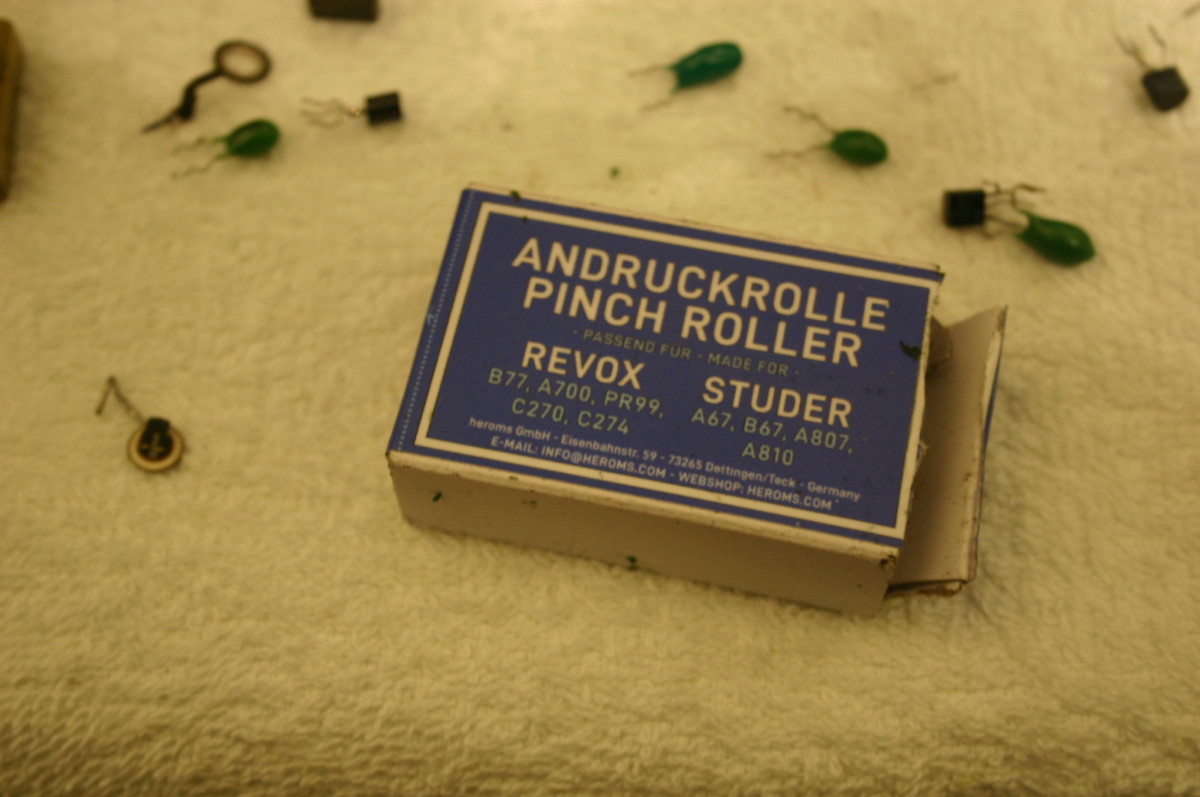 ANDRUCKROLLE
PINCH ROLLER
- PASSEND FÜR - MADE FOR -
REVOX
B77, A700, PR99,
C270, C274
STUDER
A67, B67, A807,
A810
heroms GmbH - Eisenbahnstr. 59 - 73265 Dettingen/Teck - Germany
E-MAIL: INFO@HEROMS.COM - WEBSHOP: HEROMS.COM